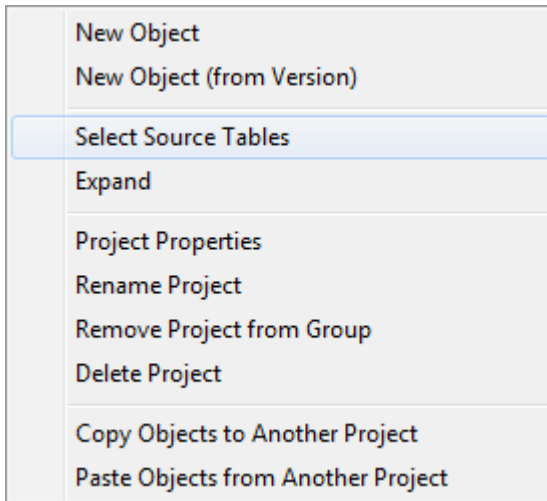 New Object
New Object (from Version)
Select Source Tables
Expand
Project Properties
Rename Project
Remove Project from Group
Delete Project
Copy Objects to Another Project
Paste Objects from Another Project